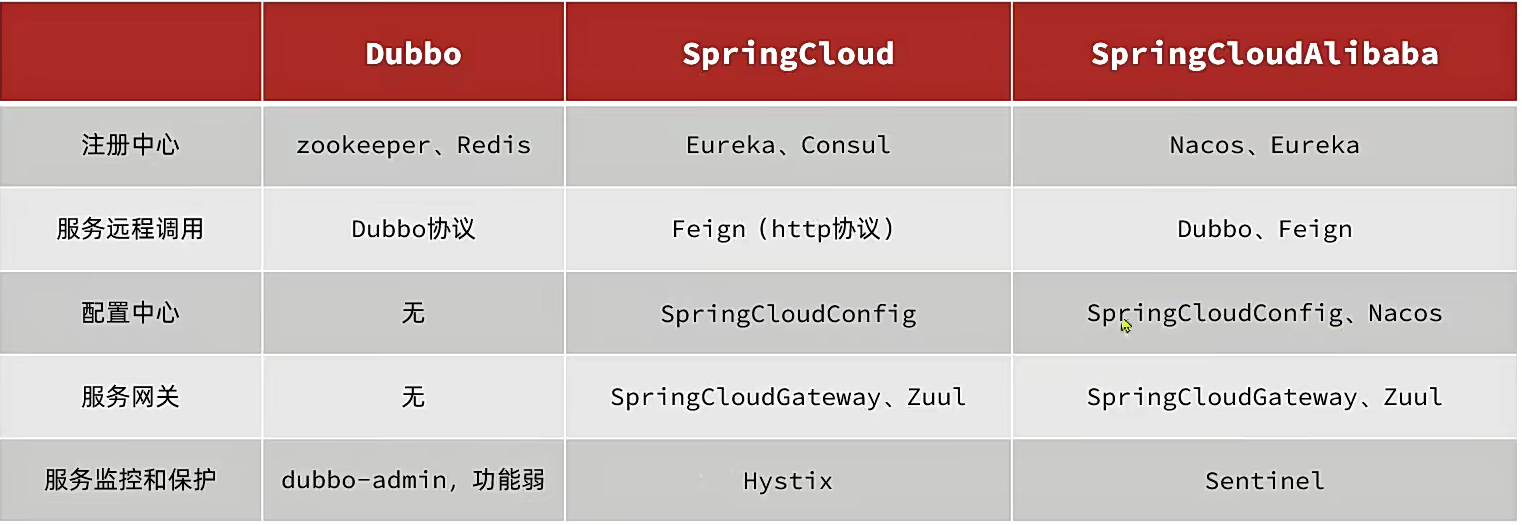 Dubbo SpringCloud SpringCloudAlibaba
注册中心 zookeeper、Redis Eureka、Consul Nacos、Eureka
服务远程调用 Dubbo协议 Feign（http协议） Dubbo、Feign
配置中心 无 SpringCloudConfig SpringCloudConfig、Nacos
服务网关 无 SpringCloudGateway、Zuul SpringCloudGateway、Zuul
服务监控和保护 dubbo-admin，功能弱 Hystix Sentinel